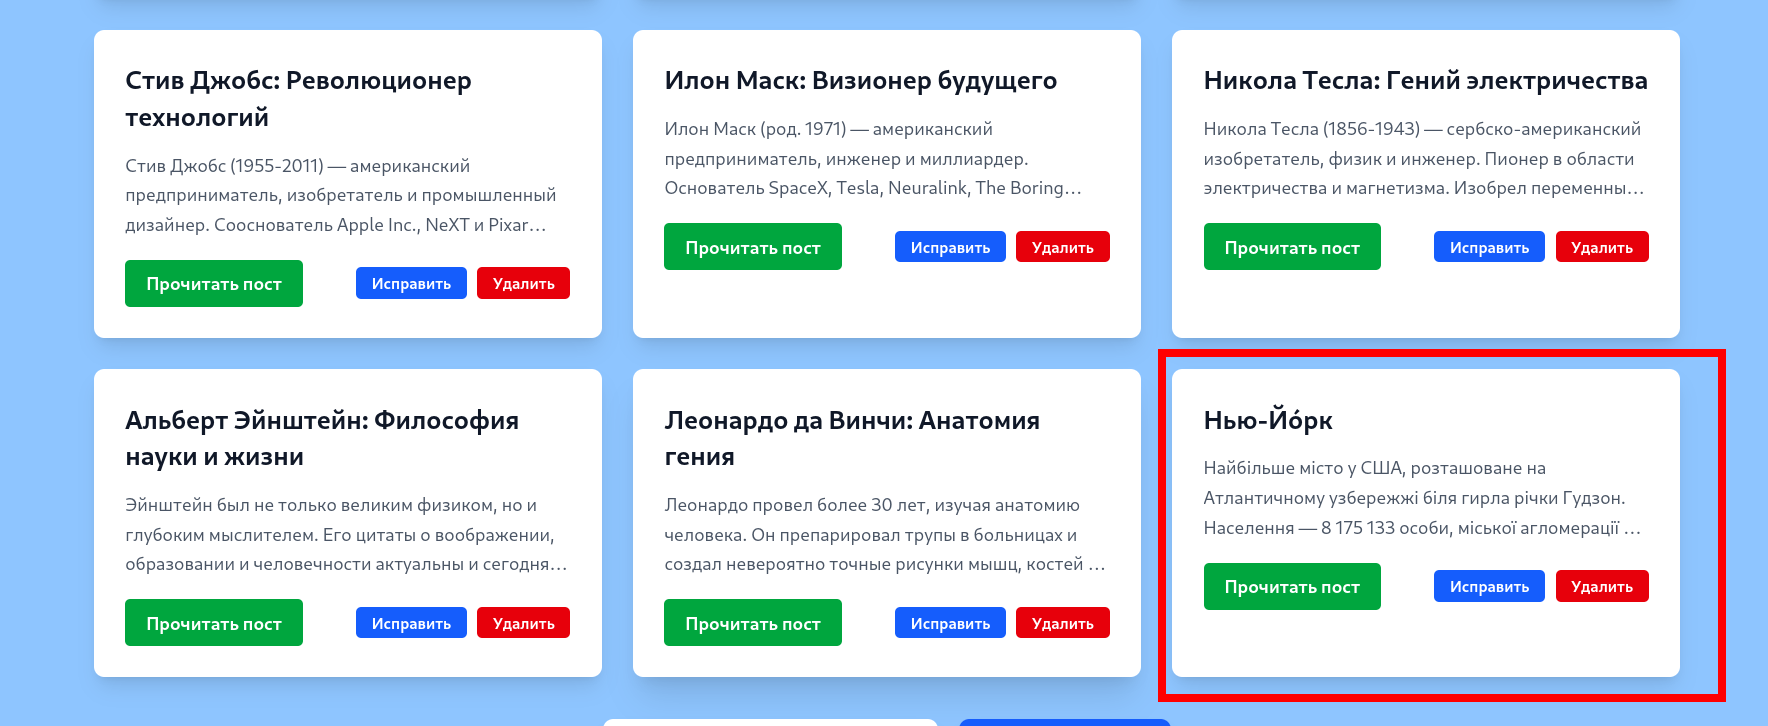 Стив Джобс: Революционер
технологий
Стив Джобс (1955-2011) — американский
предприниматель, изобретатель и промышленный
дизайнер. Сооснователь Apple Inc., NeXT и Pixar…
Прочитать пост
Исправить
Удалить
Илон Маск: Визионер будущего
Илон Маск (род. 1971) — американский
предприниматель, инженер и миллиардер.
Основатель SpaceX, Tesla, Neuralink, The Boring…
Прочитать пост
Исправить
Удалить
Никола Тесла: Гений электричества
Никола Тесла (1856-1943) — сербско-американский
изобретатель, физик и инженер. Пионер в области
электричества и магнетизма. Изобрел переменны…
Прочитать пост
Исправить
Удалить
Альберт Эйнштейн: Философия
науки и жизни
Эйнштейн был не только великим физиком, но и
глубоким мыслителем. Его цитаты о воображении,
образовании и человечности актуальны и сегодня…
Прочитать пост
Исправить
Удалить
Леонардо да Винчи: Анатомия
гения
Леонардо провел более 30 лет, изучая анатомию
человека. Он препарировал трупы в больницах и
создал невероятно точные рисунки мышц, костей …
Прочитать пост
Исправить
Удалить
Нью-Йо́рк
Найбільше місто у США, розташоване на
Атлантичному узбережжі біля гирла річки Гудзон.
Населення — 8 175 133 особи, міської агломерації …
Прочитать пост
Исправить
Удалить